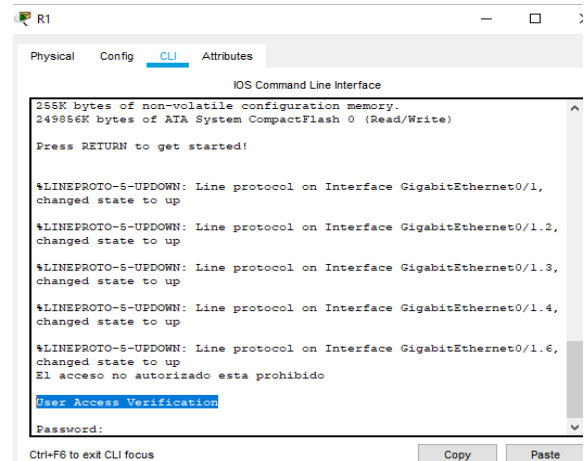 R1
Physical Config CLI Attributes
IOS Command Line Interface
255K bytes of non-volatile configuration memory.
249856K bytes of ATA System CompactFlash 0 (Read/Write)
Press RETURN to get started!
%LINEPROTO-5-UPDOWN: Line protocol on Interface GigabitEthernet0/1,
changed state to up
%LINEPROTO-5-UPDOWN: Line protocol on Interface GigabitEthernet0/1.2,
changed state to up
%LINEPROTO-5-UPDOWN: Line protocol on Interface GigabitEthernet0/1.3,
changed state to up
%LINEPROTO-5-UPDOWN: Line protocol on Interface GigabitEthernet0/1.4,
changed state to up
%LINEPROTO-5-UPDOWN: Line protocol on Interface GigabitEthernet0/1.6,
changed state to up
El acceso no autorizado esta prohibido
User Access Verification
Password:
Ctrl+F6 to exit CLI focus Copy Paste